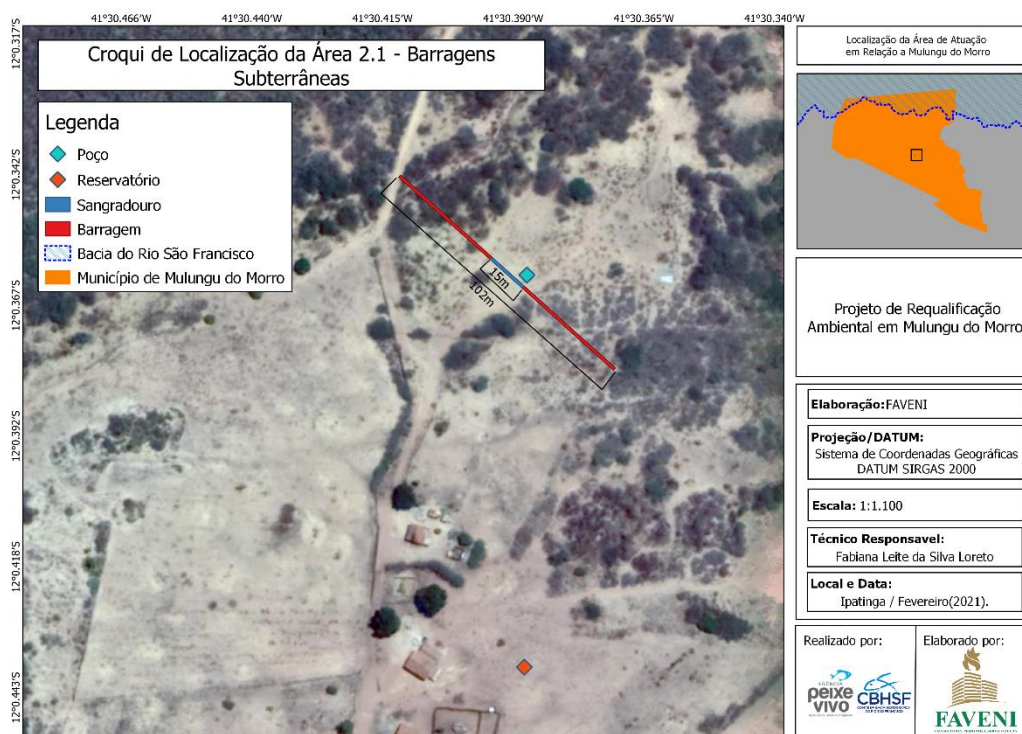 41°30.466'W 41°30.440'W 41°30.415'W 41°30.390'W 41°30.365'W 41°30.340'W
12°0.317'S
12°0.342'S
12°0.367'S
12°0.392'S
12°0.418'S
12°0.443'S
Croqui de Localização da Área 2.1 - Barragens
Subterrâneas
Legenda
Poço
Reservatório
Sangradouro
Barragem
Bacia do Rio São Francisco
Município de Mulungu do Morro
15m
102m
Localização da Área de Atuação
em Relação a Mulungu do Morro
Projeto de Requalificação
Ambiental em Mulungu do Morro
Elaboração:FAVENI
Projeção/DATUM:
Sistema de Coordenadas Geográficas
DATUM SIRGAS 2000
Escala: 1:1.100
Técnico Responsavel:
Fabiana Leite da Silva Loreto
Local e Data:
Ipatinga / Fevereiro(2021).
Realizado por:
AGÊNCIA
peixe
vivo
CBHSF
Elaborado por:
FAVENI